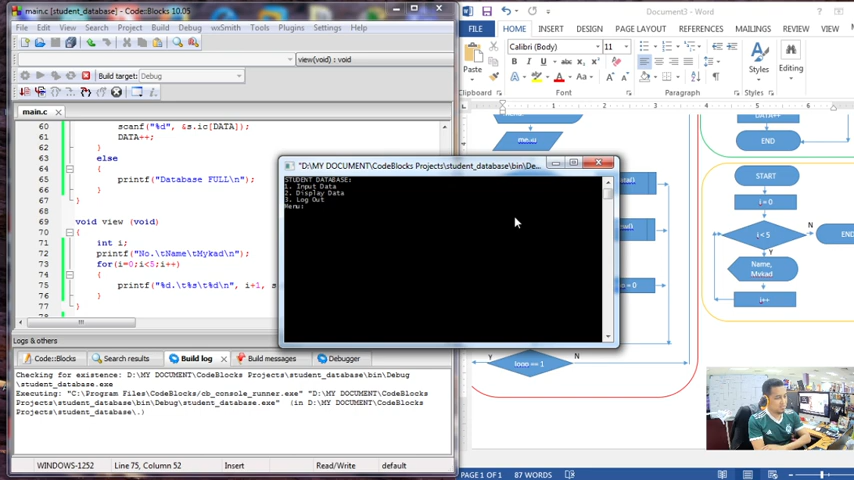 main.c [student_database] - Code::Blocks 10.05
File Edit View Search Project Build Debug wxSmith Tools Plugins Settings Help
view(void) : void
Build target: Debug
main.c
60 scanf("%d", &s.ic[DATA]);
61 DATA++;
62 }
63 else
64 {
65 printf("Database FULL\n");
66 }
67 }
68
69 void view (void)
70 {
71 int i;
72 printf("No.\tName\tMykad\n");
73 for(i=0;i<5;i++)
74 {
75 printf("%d.\t%s\t%d\n", i+1, s
76 }
77 }
78
Logs & others
Code::Blocks Search results Build log Build messages Debugger
Checking for existence: D:\MY DOCUMENT\CodeBlocks Projects\student_database\bin\Debug
\student_database.exe
Executing: "C:\Program Files\CodeBlocks/cb_console_runner.exe" "D:\MY DOCUMENT\CodeBlocks
Projects\student_database\bin\Debug\student_database.exe" (in D:\MY DOCUMENT\CodeBlocks
Projects\student_database\.)
WINDOWS-1252 Line 75, Column 52 Insert Read/Write default
"D:\MY DOCUMENT\CodeBlocks Projects\student_database\bin\De...
STUDENT DATABASE:
1. Input Data
2. Display Data
3. Log Out
Menu:
Document3 - Word
FILE HOME INSERT DESIGN PAGE LAYOUT REFERENCES MAILINGS REVIEW ZOTERO
Calibri (Body) 11
Paste
Styles Editing
Clipboard Font Paragraph Styles
menu
DATA++
END
START
i = 0
i < 5
N
END
Y
Name,
Mykad
i++
= 0
Y
loop == 1
N
PAGE 1 OF 1 87 WORDS